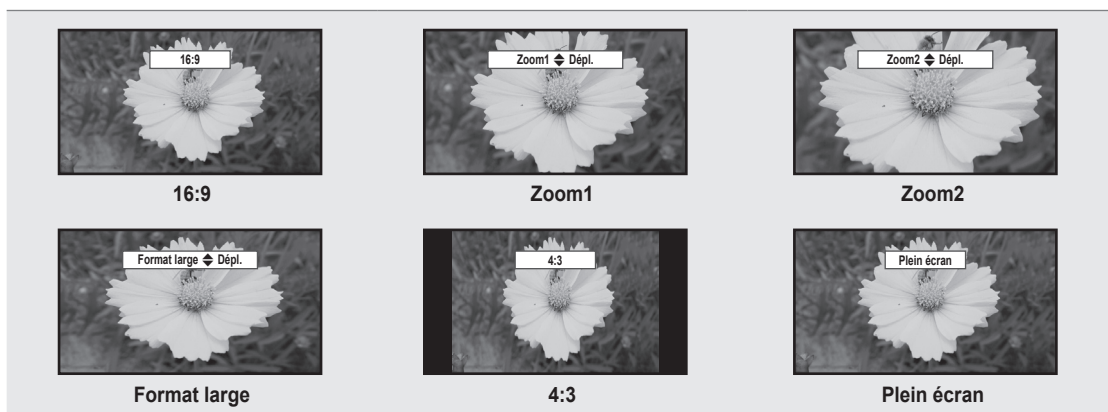 16:9
Zoom1 Dépl.
Zoom2 Dépl.
16:9
Zoom1
Zoom2
Format large Dépl.
4:3
Plein écran
Format large
4:3
Plein écran